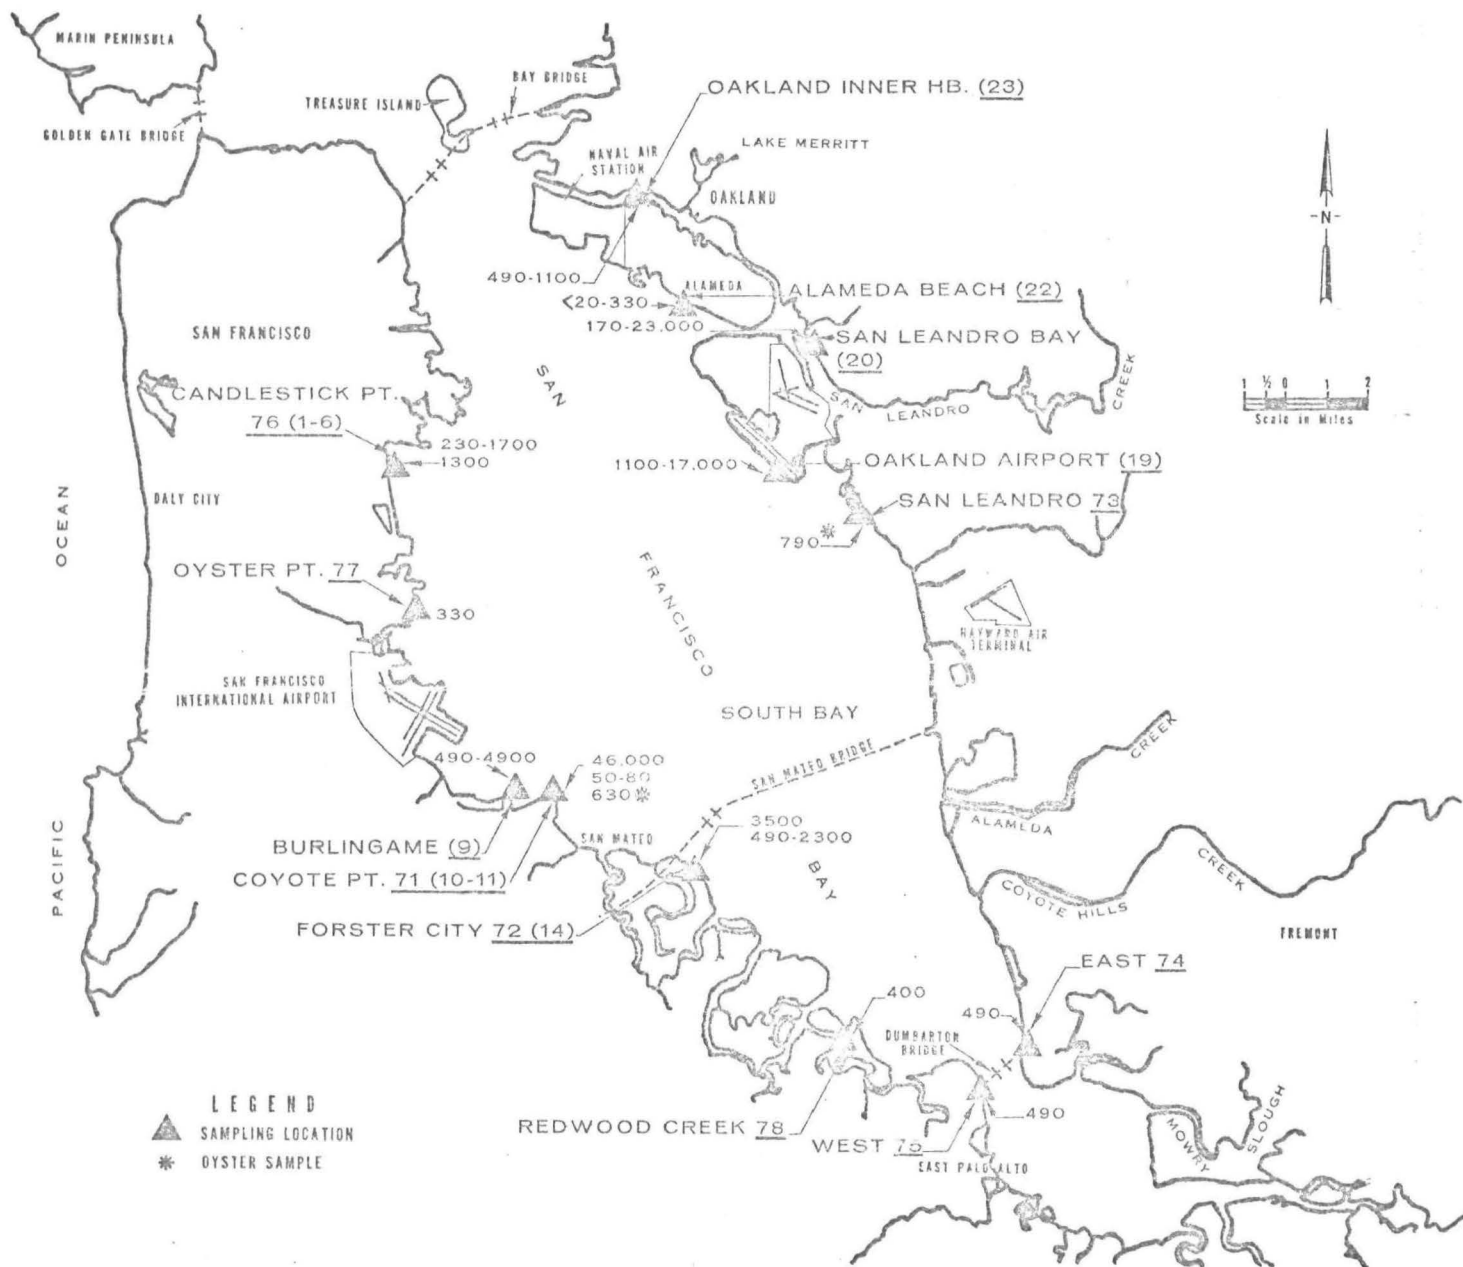 MARIN PENINSULA
BAY BRIDGE
TREASURE ISLAND
OAKLAND INNER HB. (23)
GOLDEN GATE BRIDGE
LAKE MERRITT
NAVAL AIR
STATION
OAKLAND
-N-
490-1100
ALAMEDA
ALAMEDA BEACH (22)
<20-330
170-23,000
SAN FRANCISCO
SAN LEANDRO BAY
(20)
SAN
CANDLESTICK PT.
76 (1-6)
SAN LEANDRO
CREEK
1 ½ 0 1 2
Scale in Miles
230-1700
1300
1100-17,000
OAKLAND AIRPORT (19)
DALY CITY
SAN LEANDRO 73
OCEAN
790 ✳
FRANCISCO
OYSTER PT. 77
330
HAYWARD AIR
TERMINAL
SAN FRANCISCO
INTERNATIONAL AIRPORT
SOUTH BAY
CREEK
SAN MATEO BRIDGE
490-4900
46,000
50-80
630 ✳
ALAMEDA
3500
490-2300
SAN MATEO
BURLINGAME (9)
PACIFIC
CREEK
COYOTE PT. 71 (10-11)
BAY
COYOTE HILLS
FORSTER CITY 72 (14)
FREMONT
EAST 74
400
490
DUMBARTON
BRIDGE
LEGEND
SAMPLING LOCATION
✳ OYSTER SAMPLE
REDWOOD CREEK 78
490
WEST 75
EAST PALO ALTO
MOWRY
SLOUGH